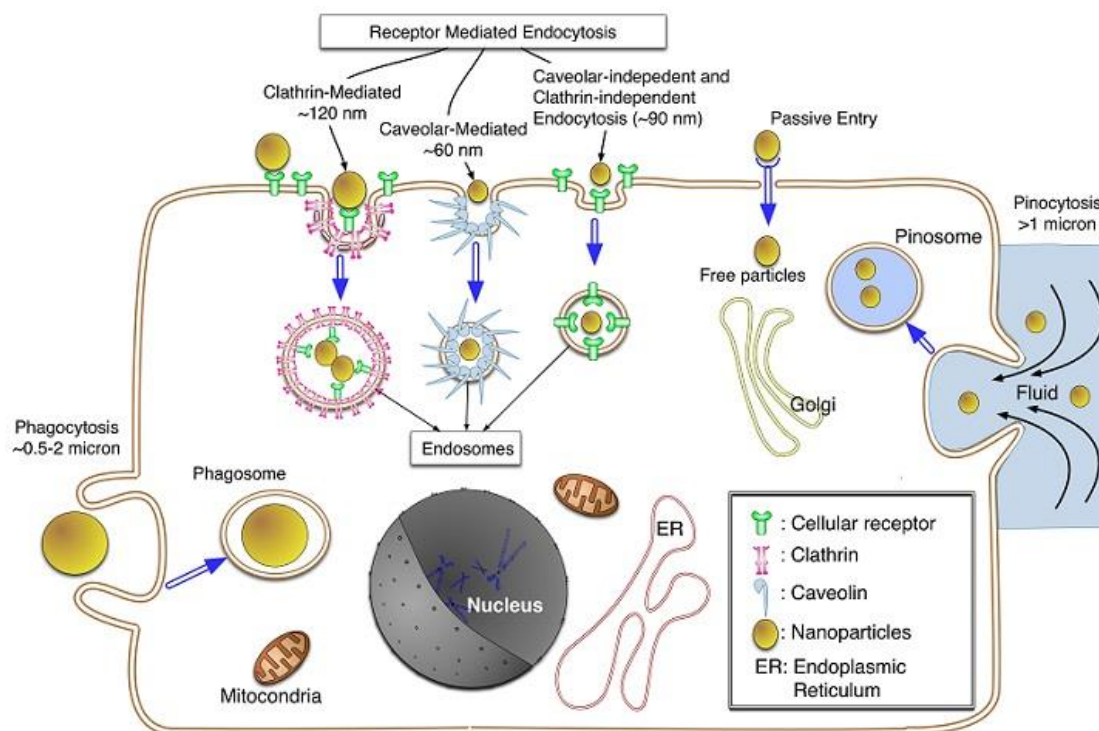 Receptor Mediated Endocytosis
Clathrin-Mediated
~120 nm
Caveolar-Mediated
~60 nm
Caveolar-indepedent and
Clathrin-independent
Endocytosis (~90 nm)
Passive Entry
Pinocytosis
>1 micron
Pinosome
Free particles
Fluid
Golgi
Endosomes
Phagocytosis
~0.5-2 micron
Phagosome
ER
Nucleus
Mitocondria
: Cellular receptor
: Clathrin
: Caveolin
: Nanoparticles
ER: Endoplasmic
Reticulum